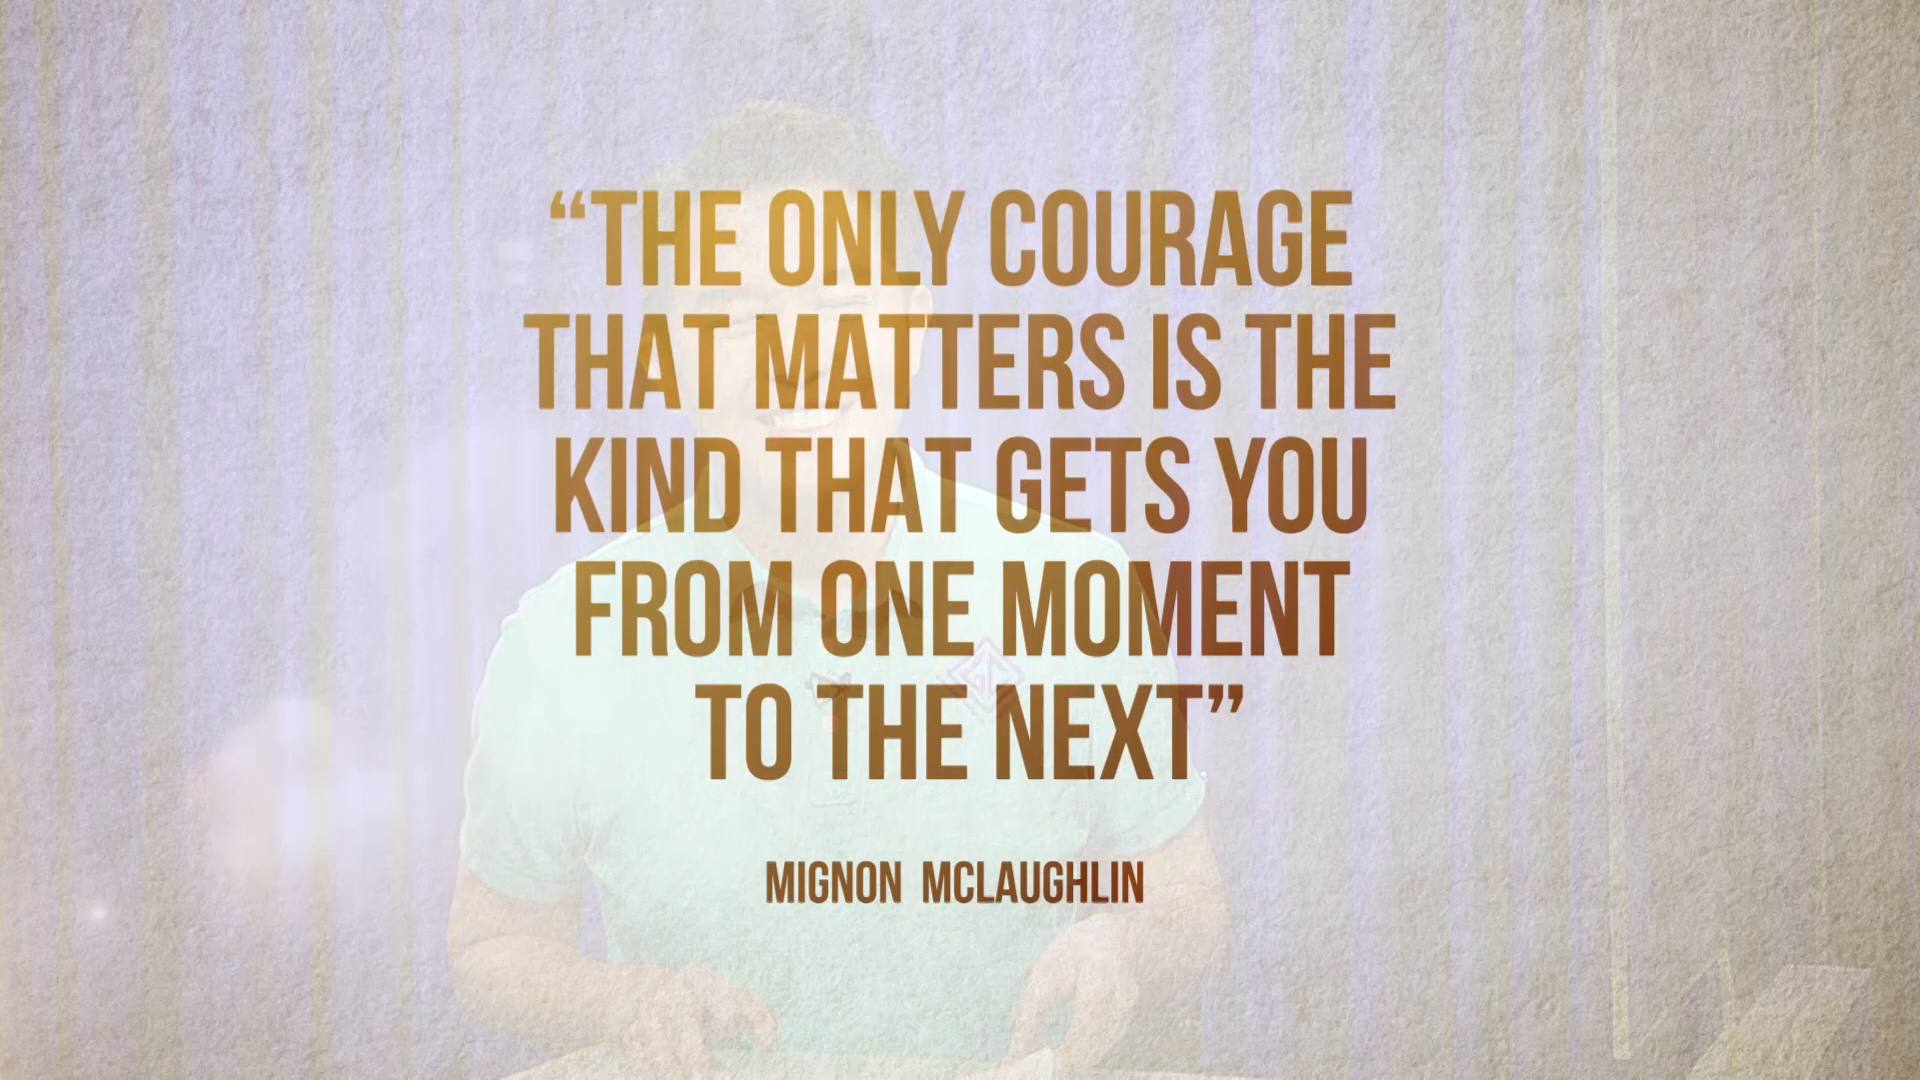 “THE ONLY COURAGE
THAT MATTERS IS THE
KIND THAT GETS YOU
FROM ONE MOMENT
TO THE NEXT”
MIGNON MCLAUGHLIN